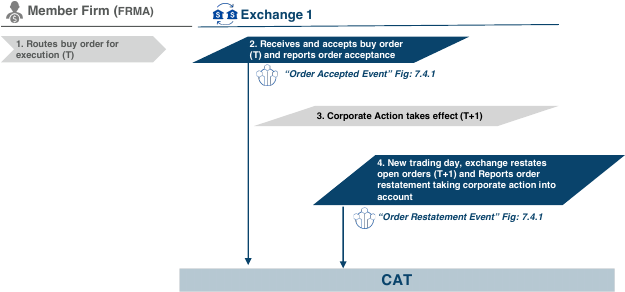 Member Firm (FRMA)
Exchange 1
1. Routes buy order for
execution (T)
2. Receives and accepts buy order
(T) and reports order acceptance
“Order Accepted Event” Fig: 7.4.1
3. Corporate Action takes effect (T+1)
4. New trading day, exchange restates
open orders (T+1) and Reports order
restatement taking corporate action into
account
“Order Restatement Event” Fig: 7.4.1
CAT